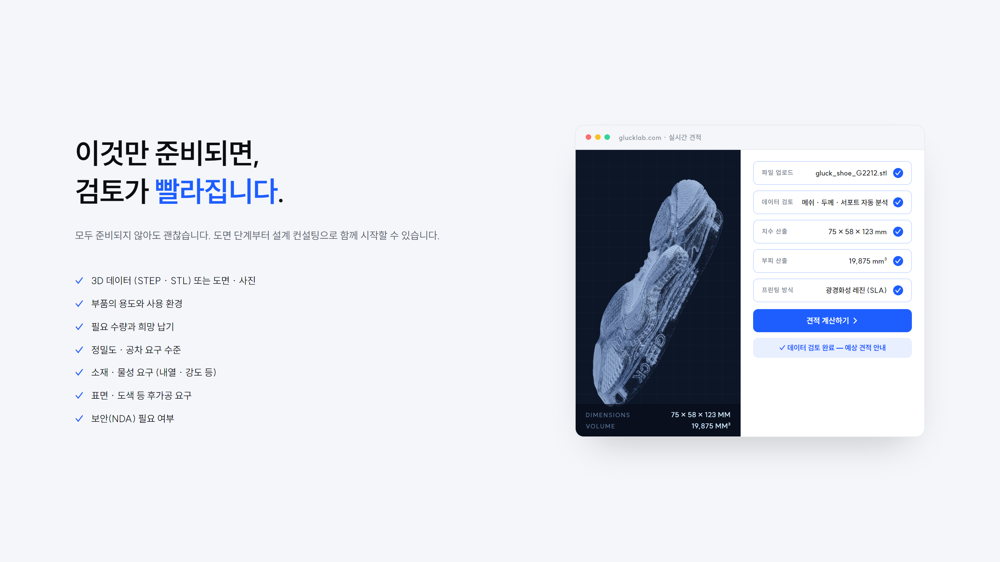 이것만 준비되면,
검토가 빨라집니다.
모두 준비되지 않아도 괜찮습니다. 도면 단계부터 설계 컨설팅으로 함께 시작할 수 있습니다.
3D 데이터 (STEP · STL) 또는 도면 · 사진
부품의 용도와 사용 환경
필요 수량과 희망 납기
정밀도 · 공차 요구 수준
소재 · 물성 요구 (내열 · 강도 등)
표면 · 도색 등 후가공 요구
보안(NDA) 필요 여부
glucklab.com · 실시간 견적
GLUCK
DIMENSIONS 75 × 58 × 123 MM
VOLUME 19,875 MM³
파일 업로드 gluck_shoe_G2212.stl
데이터 검토 메쉬 · 두께 · 서포트 자동 분석
치수 산출 75 × 58 × 123 mm
부피 산출 19,875 mm³
프린팅 방식 광경화성 레진 (SLA)
견적 계산하기
✓ 데이터 검토 완료 — 예상 견적 안내